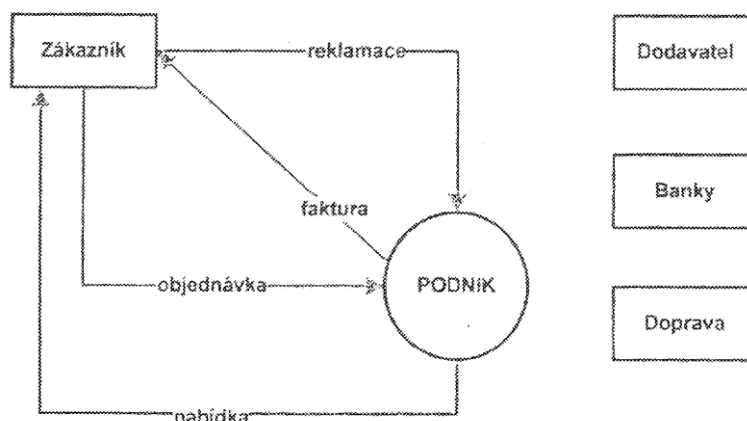 Zákazník
reklamace
Dodavatel
Banky
faktura
objednávka
PODNIK
Doprava
nabídka